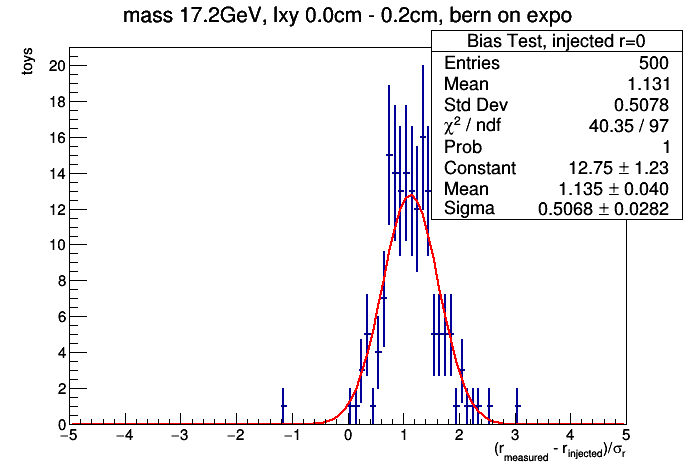 mass 17.2GeV, lxy 0.0cm - 0.2cm, bern on expo
Bias Test, injected r=0
Entries 500
Mean 1.131
Std Dev 0.5078
χ² / ndf 40.35 / 97
Prob 1
Constant 12.75 ± 1.23
Mean 1.135 ± 0.040
Sigma 0.5068 ± 0.0282
toys
20
18
16
14
12
10
8
6
4
2
0
−5 −4 −3 −2 −1 0 1 2 3 4 5
(r_measured - r_injected)/σ_r